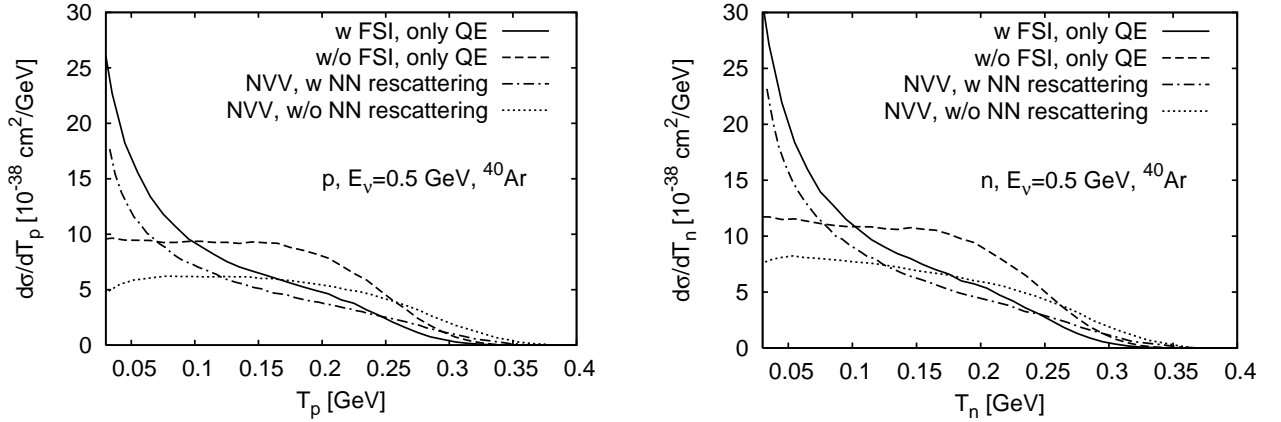 30
25
20
15
10
5
0
dσ/dT_p [10^-38 cm^2/GeV]
w FSI, only QE
w/o FSI, only QE
NVV, w NN rescattering
NVV, w/o NN rescattering
p, E_ν=0.5 GeV, ^40Ar
0.05 0.1 0.15 0.2 0.25 0.3 0.35 0.4
T_p [GeV]
30
25
20
15
10
5
0
dσ/dT_n [10^-38 cm^2/GeV]
w FSI, only QE
w/o FSI, only QE
NVV, w NN rescattering
NVV, w/o NN rescattering
n, E_ν=0.5 GeV, ^40Ar
0.05 0.1 0.15 0.2 0.25 0.3 0.35 0.4
T_n [GeV]